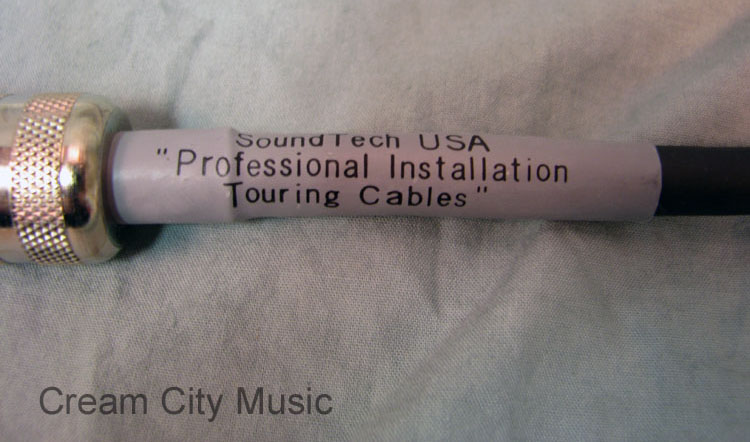 SoundTech USA
"Professional Installation
Touring Cables"
Cream City Music